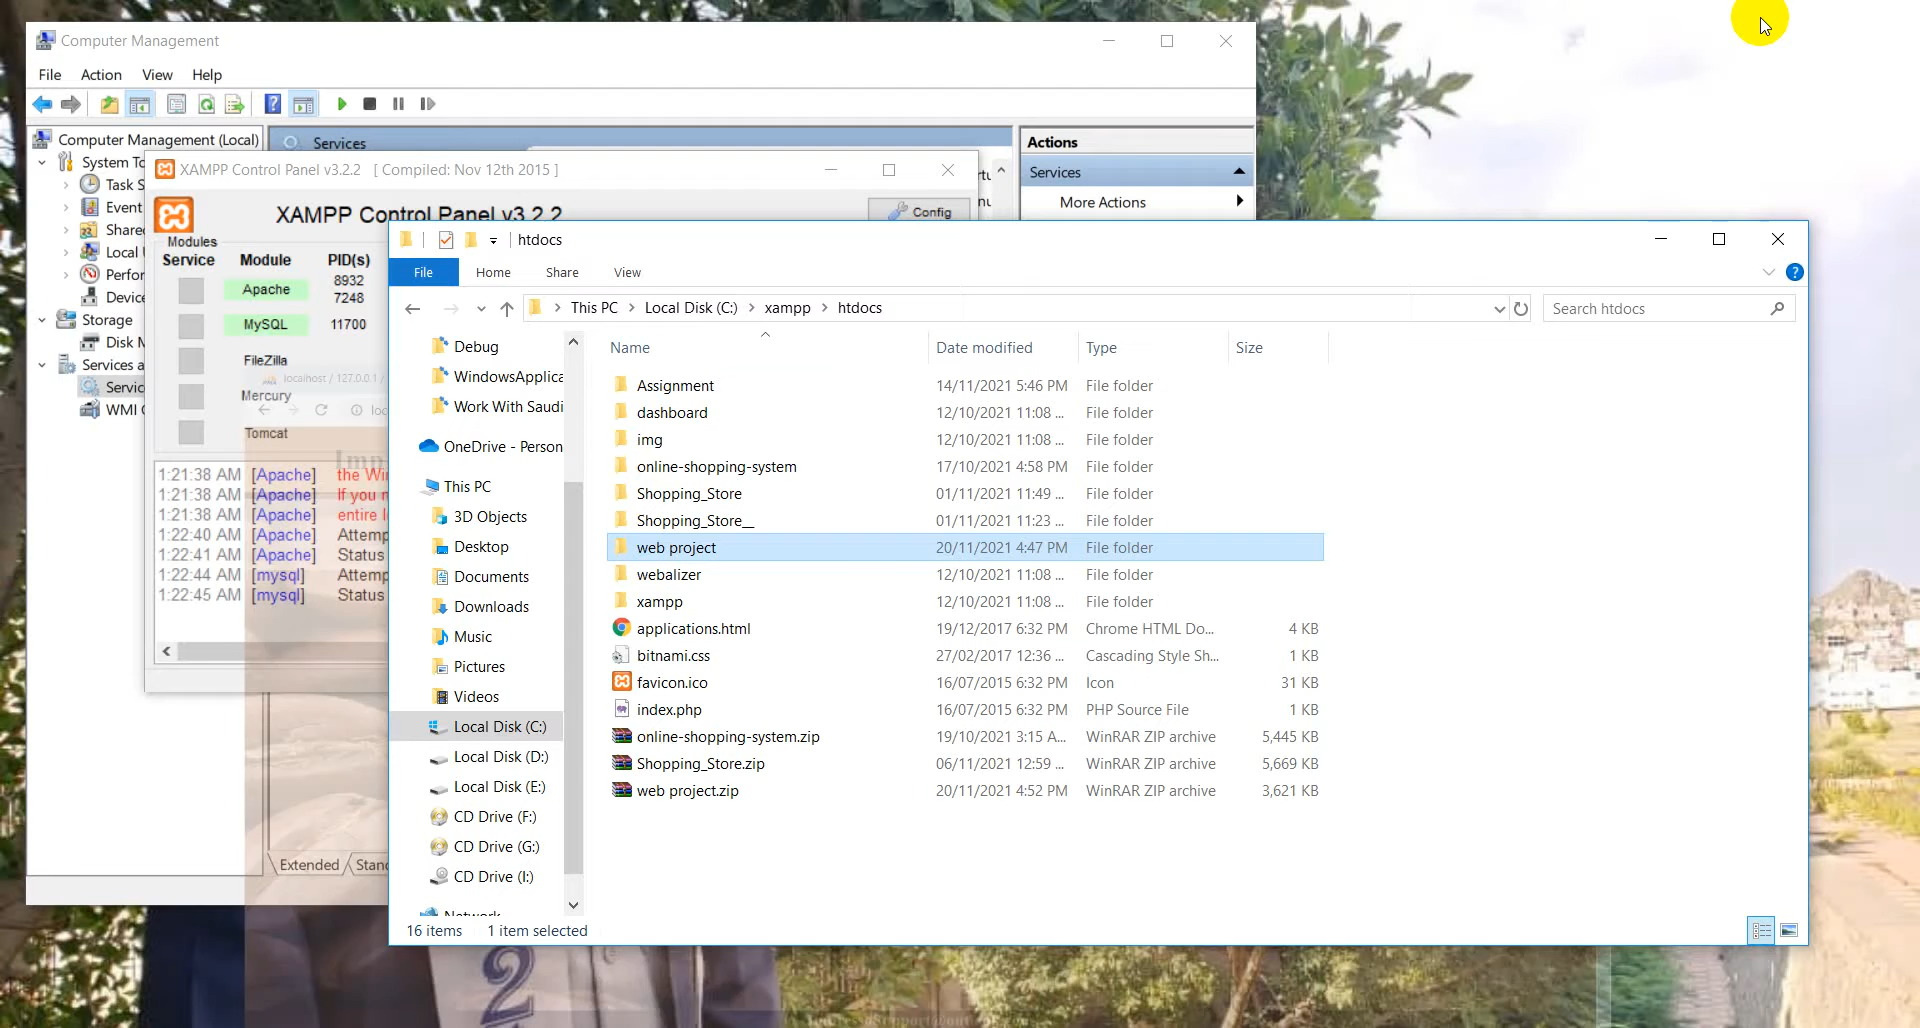 Computer Management
File Action View Help
Computer Management (Local)
System To
Task S
Event
Share
Local
Perfor
Device
Storage
Disk M
Services a
Servic
WMI C
Services
Actions
Services
More Actions
Extended Stan
XAMPP Control Panel v3.2.2 [ Compiled: Nov 12th 2015 ]
XAMPP Control Panel v3.2.2
Config
Modules
Service Module PID(s)
Apache 8932
7248
MySQL 11700
FileZilla
Mercury
Tomcat
localhost / 127.0.0.1 /
1:21:38 AM [Apache] the Wi
1:21:38 AM [Apache] If you
1:21:38 AM [Apache] entire
1:22:40 AM [Apache] Attemp
1:22:41 AM [Apache] Status
1:22:44 AM [mysql] Attemp
1:22:45 AM [mysql] Status
htdocs
File Home Share View
This PC Local Disk (C:) xampp htdocs
Search htdocs
Debug
WindowsApplica
Work With Saudi
OneDrive - Person
This PC
3D Objects
Desktop
Documents
Downloads
Music
Pictures
Videos
Local Disk (C:)
Local Disk (D:)
Local Disk (E:)
CD Drive (F:)
CD Drive (G:)
CD Drive (I:)
Network
Name Date modified Type Size
Assignment 14/11/2021 5:46 PM File folder
dashboard 12/10/2021 11:08 ... File folder
img 12/10/2021 11:08 ... File folder
online-shopping-system 17/10/2021 4:58 PM File folder
Shopping_Store 01/11/2021 11:49 ... File folder
Shopping_Store__ 01/11/2021 11:23 ... File folder
web project 20/11/2021 4:47 PM File folder
webalizer 12/10/2021 11:08 ... File folder
xampp 12/10/2021 11:08 ... File folder
applications.html 19/12/2017 6:32 PM Chrome HTML Do... 4 KB
bitnami.css 27/02/2017 12:36 ... Cascading Style Sh... 1 KB
favicon.ico 16/07/2015 6:32 PM Icon 31 KB
index.php 16/07/2015 6:32 PM PHP Source File 1 KB
online-shopping-system.zip 19/10/2021 3:15 A... WinRAR ZIP archive 5,445 KB
Shopping_Store.zip 06/11/2021 12:59 ... WinRAR ZIP archive 5,669 KB
web project.zip 20/11/2021 4:52 PM WinRAR ZIP archive 3,621 KB
16 items 1 item selected
2